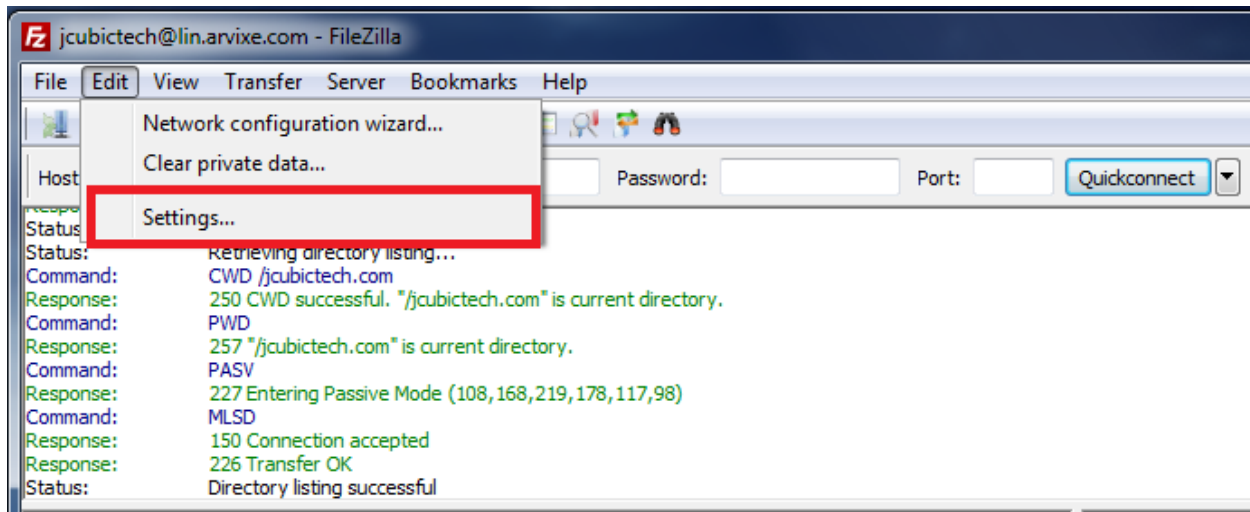 jcubictech@lin.arvixe.com - FileZilla
File Edit View Transfer Server Bookmarks Help
Network configuration wizard...
Clear private data...
Host Password: Port: Quickconnect
Settings...
Status
Status: Retrieving directory listing...
Command: CWD /jcubictech.com
Response: 250 CWD successful. "/jcubictech.com" is current directory.
Command: PWD
Response: 257 "/jcubictech.com" is current directory.
Command: PASV
Response: 227 Entering Passive Mode (108,168,219,178,117,98)
Command: MLSD
Response: 150 Connection accepted
Response: 226 Transfer OK
Status: Directory listing successful